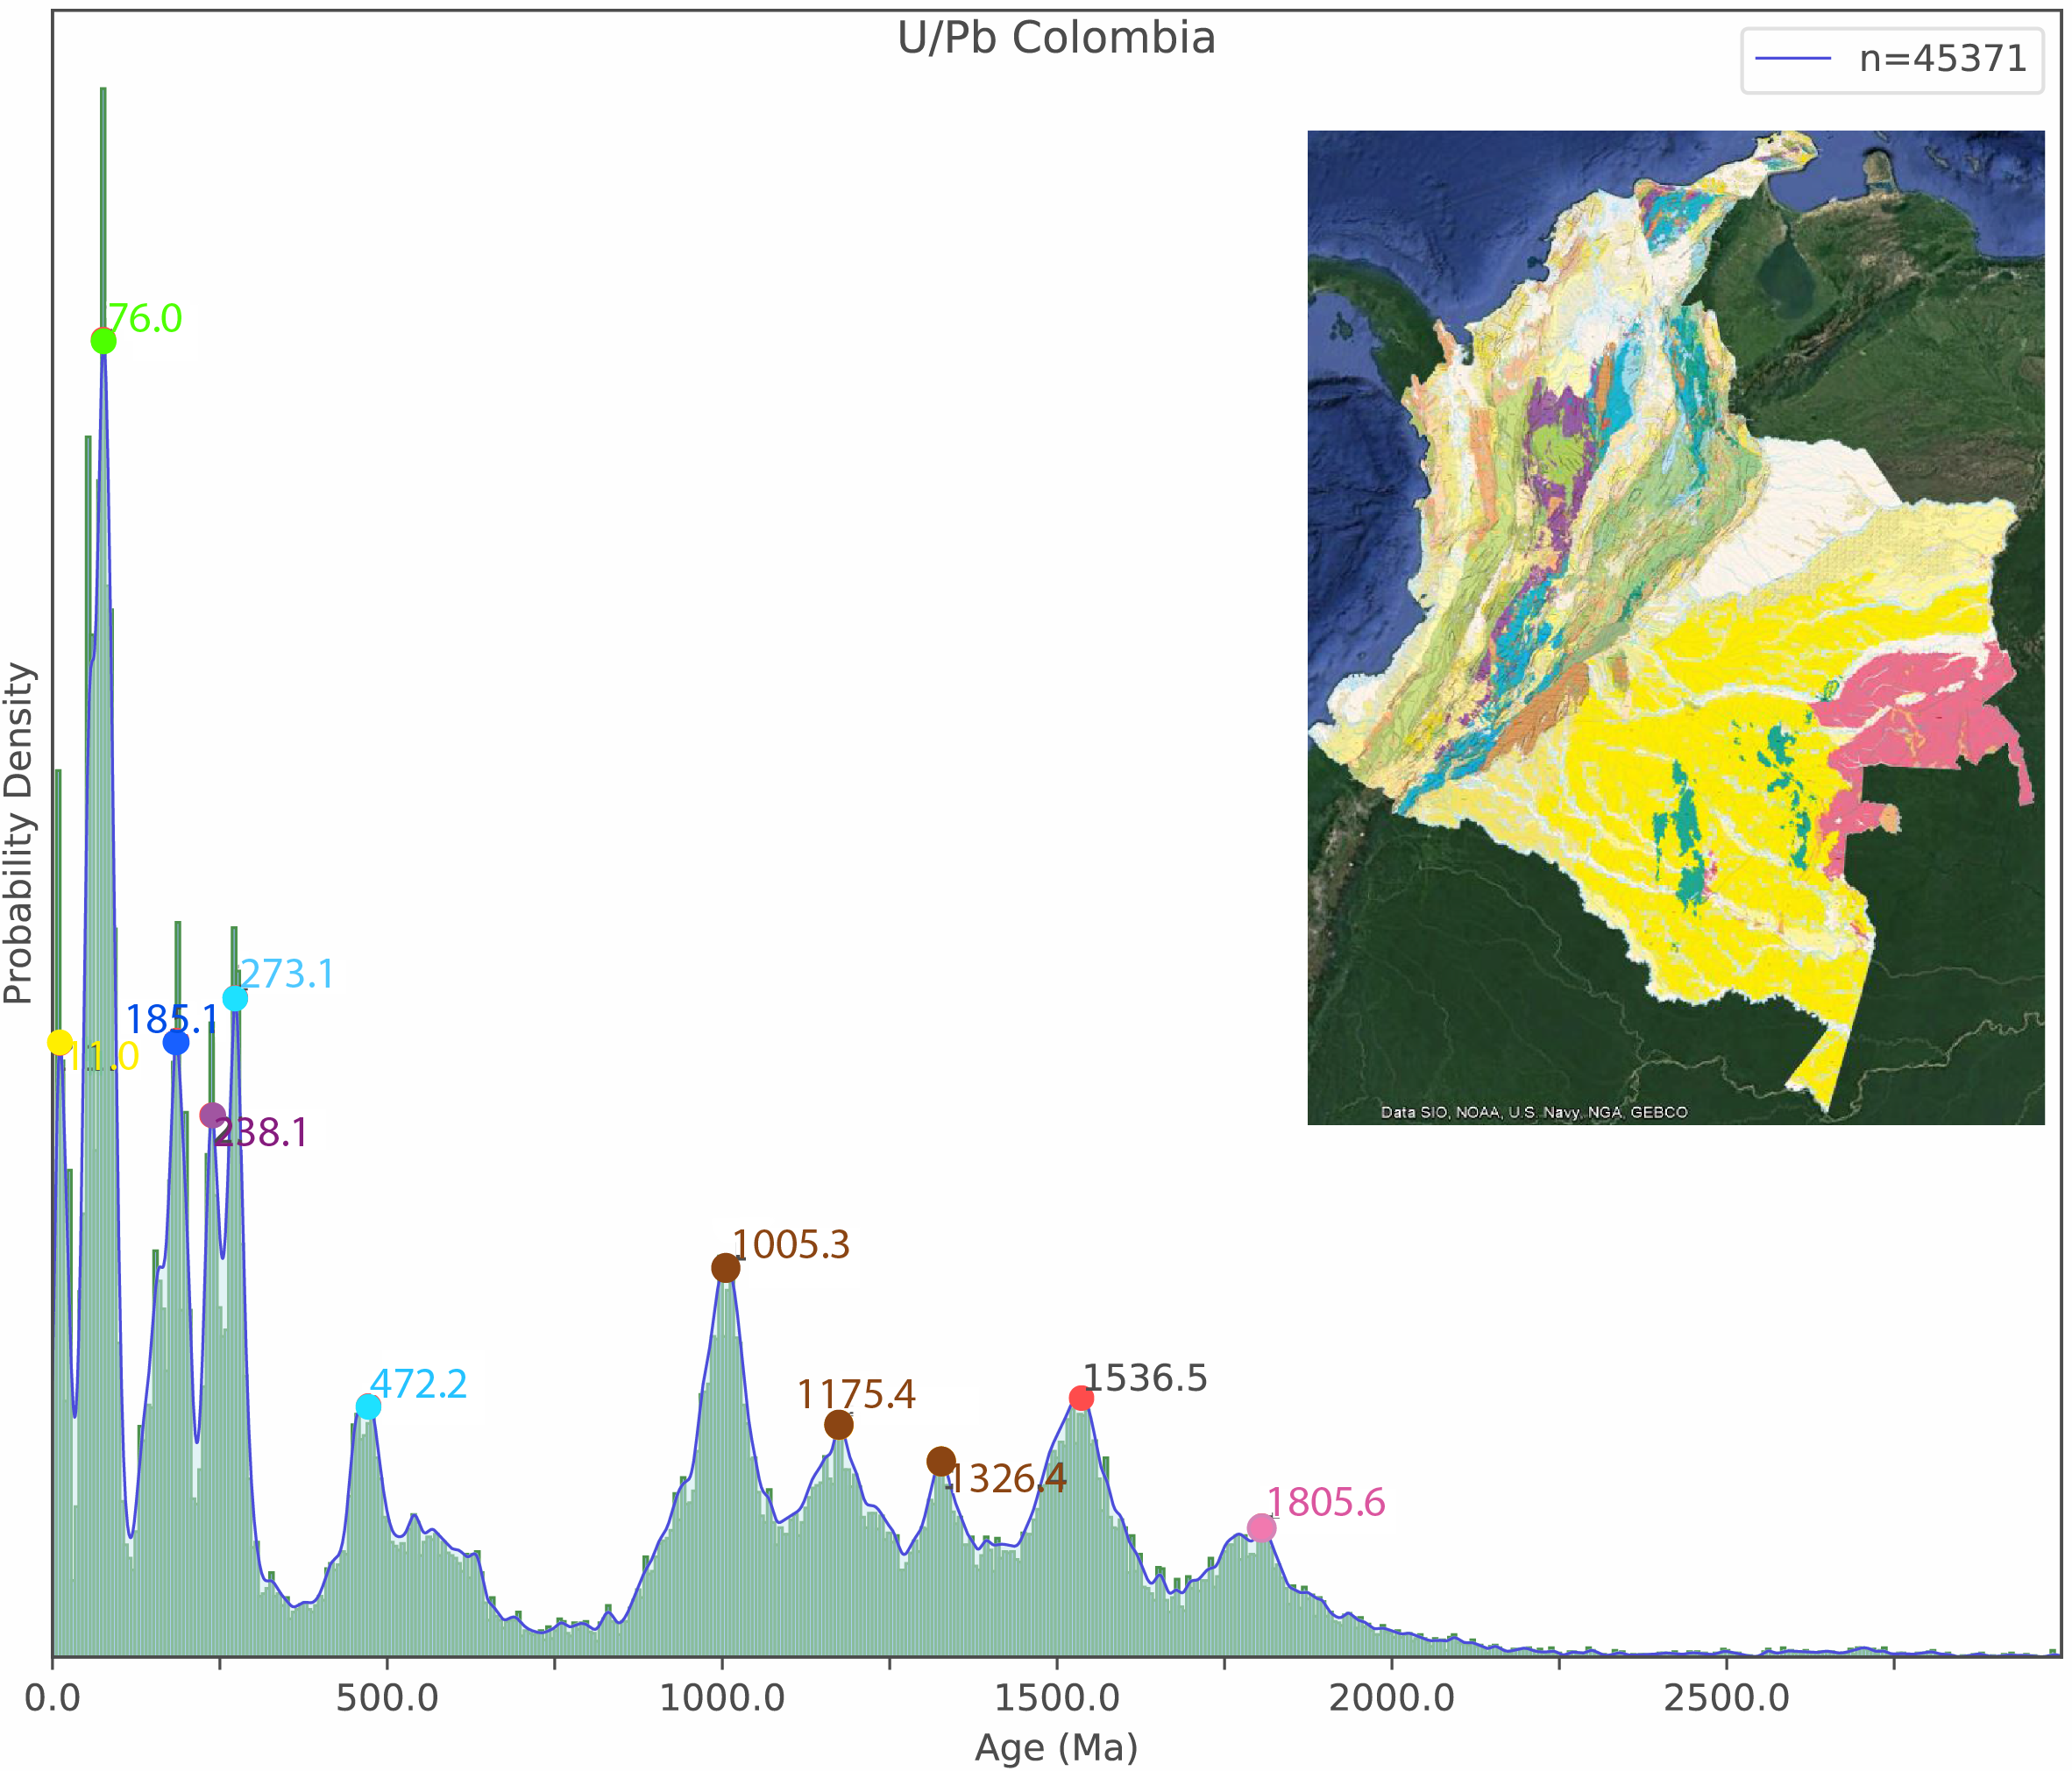 U/Pb Colombia
n=45371
76.0
273.1
185.1
11.0
238.1
1005.3
472.2
1175.4
1536.5
1326.4
1805.6
Probability Density
Data SIO, NOAA, U.S. Navy, NGA, GEBCO
0.0 500.0 1000.0 1500.0 2000.0 2500.0
Age (Ma)